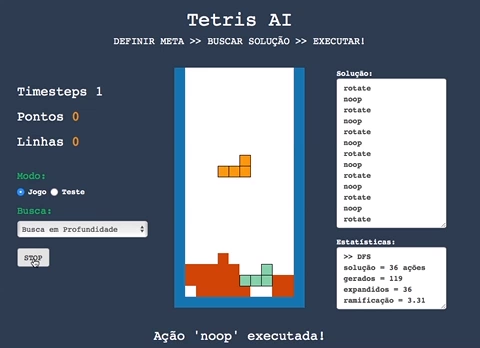 Tetris AI
DEFINIR META >> BUSCAR SOLUÇÃO >> EXECUTAR!
Timesteps 1
Pontos 0
Linhas 0
Modo:
Jogo Teste
Busca:
Busca em Profundidade
STOP
Solução:
rotate
noop
rotate
noop
rotate
noop
rotate
noop
rotate
noop
rotate
noop
rotate
Estatísticas:
>> DFS
solução = 36 ações
gerados = 119
expandidos = 36
ramificação = 3.31
Ação 'noop' executada!